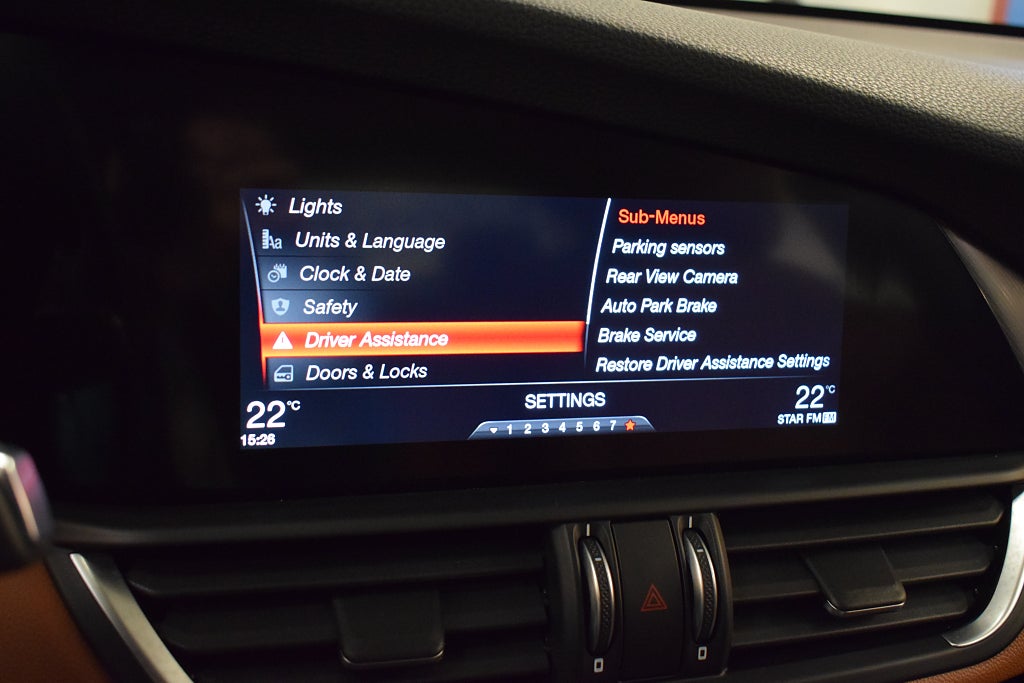 Lights
Aa Units & Language
Clock & Date
Safety
Driver Assistance
Doors & Locks
Sub-Menus
Parking sensors
Rear View Camera
Auto Park Brake
Brake Service
Restore Driver Assistance Settings
22°C
15:26
SETTINGS
1 2 3 4 5 6 7
22°C
STAR FM